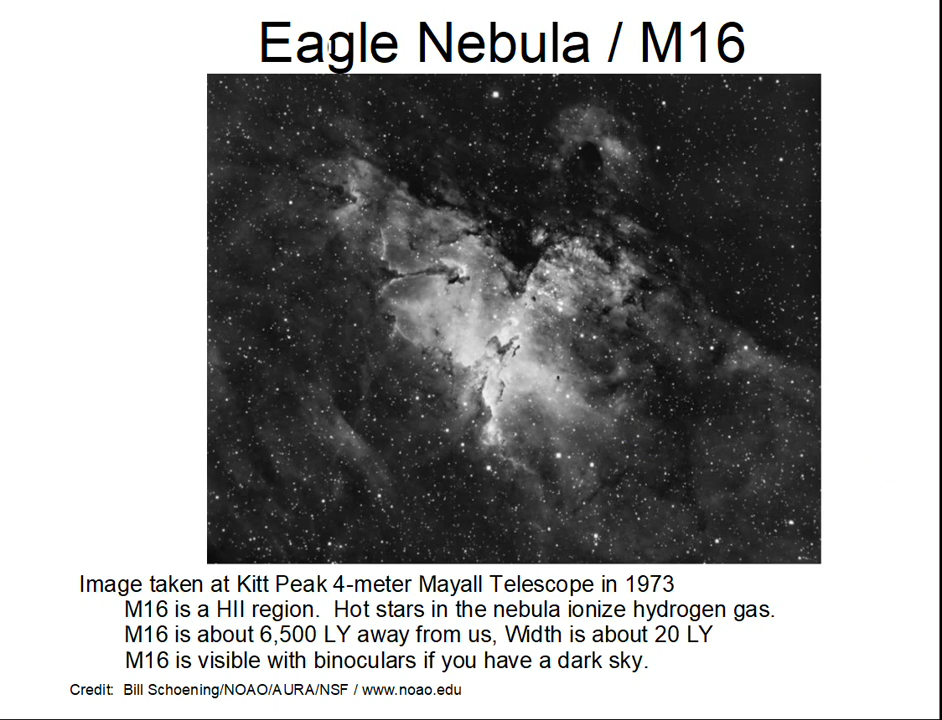 Eagle Nebula / M16
Image taken at Kitt Peak 4-meter Mayall Telescope in 1973
M16 is a HII region.  Hot stars in the nebula ionize hydrogen gas.
M16 is about 6,500 LY away from us, Width is about 20 LY
M16 is visible with binoculars if you have a dark sky.
Credit:  Bill Schoening/NOAO/AURA/NSF / www.noao.edu